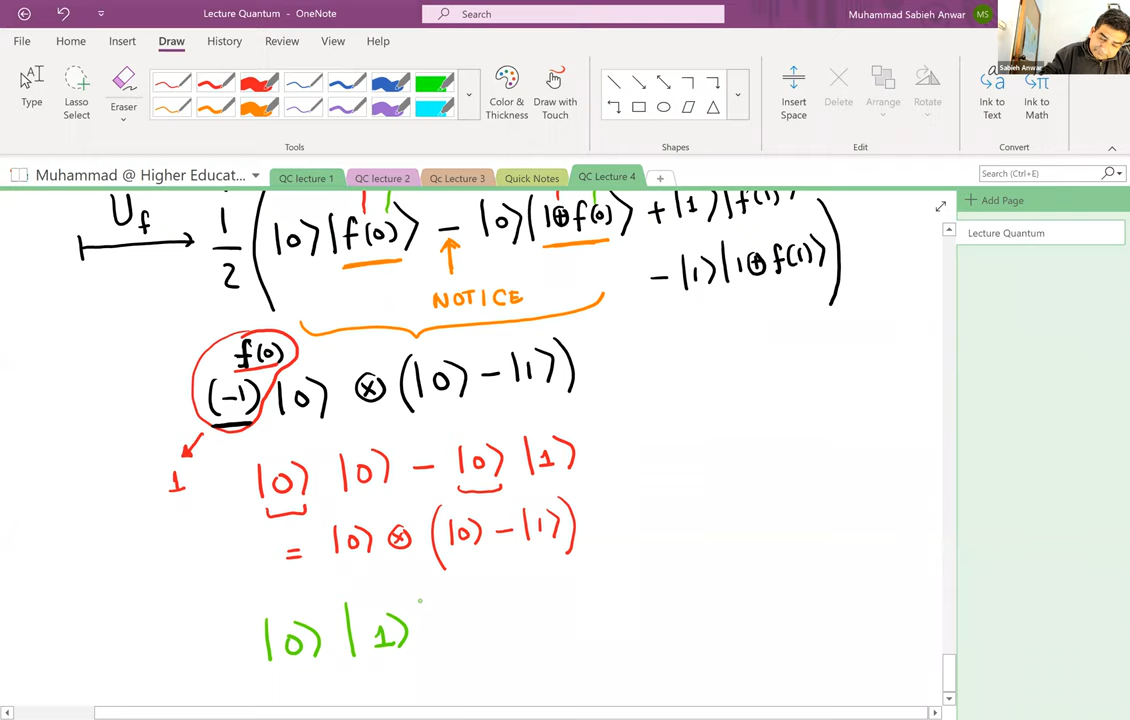 Lecture Quantum - OneNote
Search
Muhammad Sabieh Anwar
MS
File Home Insert Draw History Review View Help
Sabieh Anwar
Type
Lasso Select
Eraser
Color & Thickness
Draw with Touch
Insert Space
Delete
Arrange
Rotate
Ink to Text
Ink to Math
Tools
Shapes
Edit
Convert
Muhammad @ Higher Educat...
QC lecture 1
QC lecture 2
QC Lecture 3
Quick Notes
QC Lecture 4
Search (Ctrl+E)
Add Page
Lecture Quantum
U_f 1/2 ( |0⟩|f(0)⟩ − |0⟩|1⊕f(0)⟩ + |1⟩|f(1)⟩
− |1⟩|1⊕f(1)⟩ )
NOTICE
f(0)
(−1) |0⟩ ⊗ (|0⟩ − |1⟩)
1 |0⟩ |0⟩ − |0⟩ |1⟩
= |0⟩ ⊗ (|0⟩ − |1⟩)
|0⟩ |1⟩